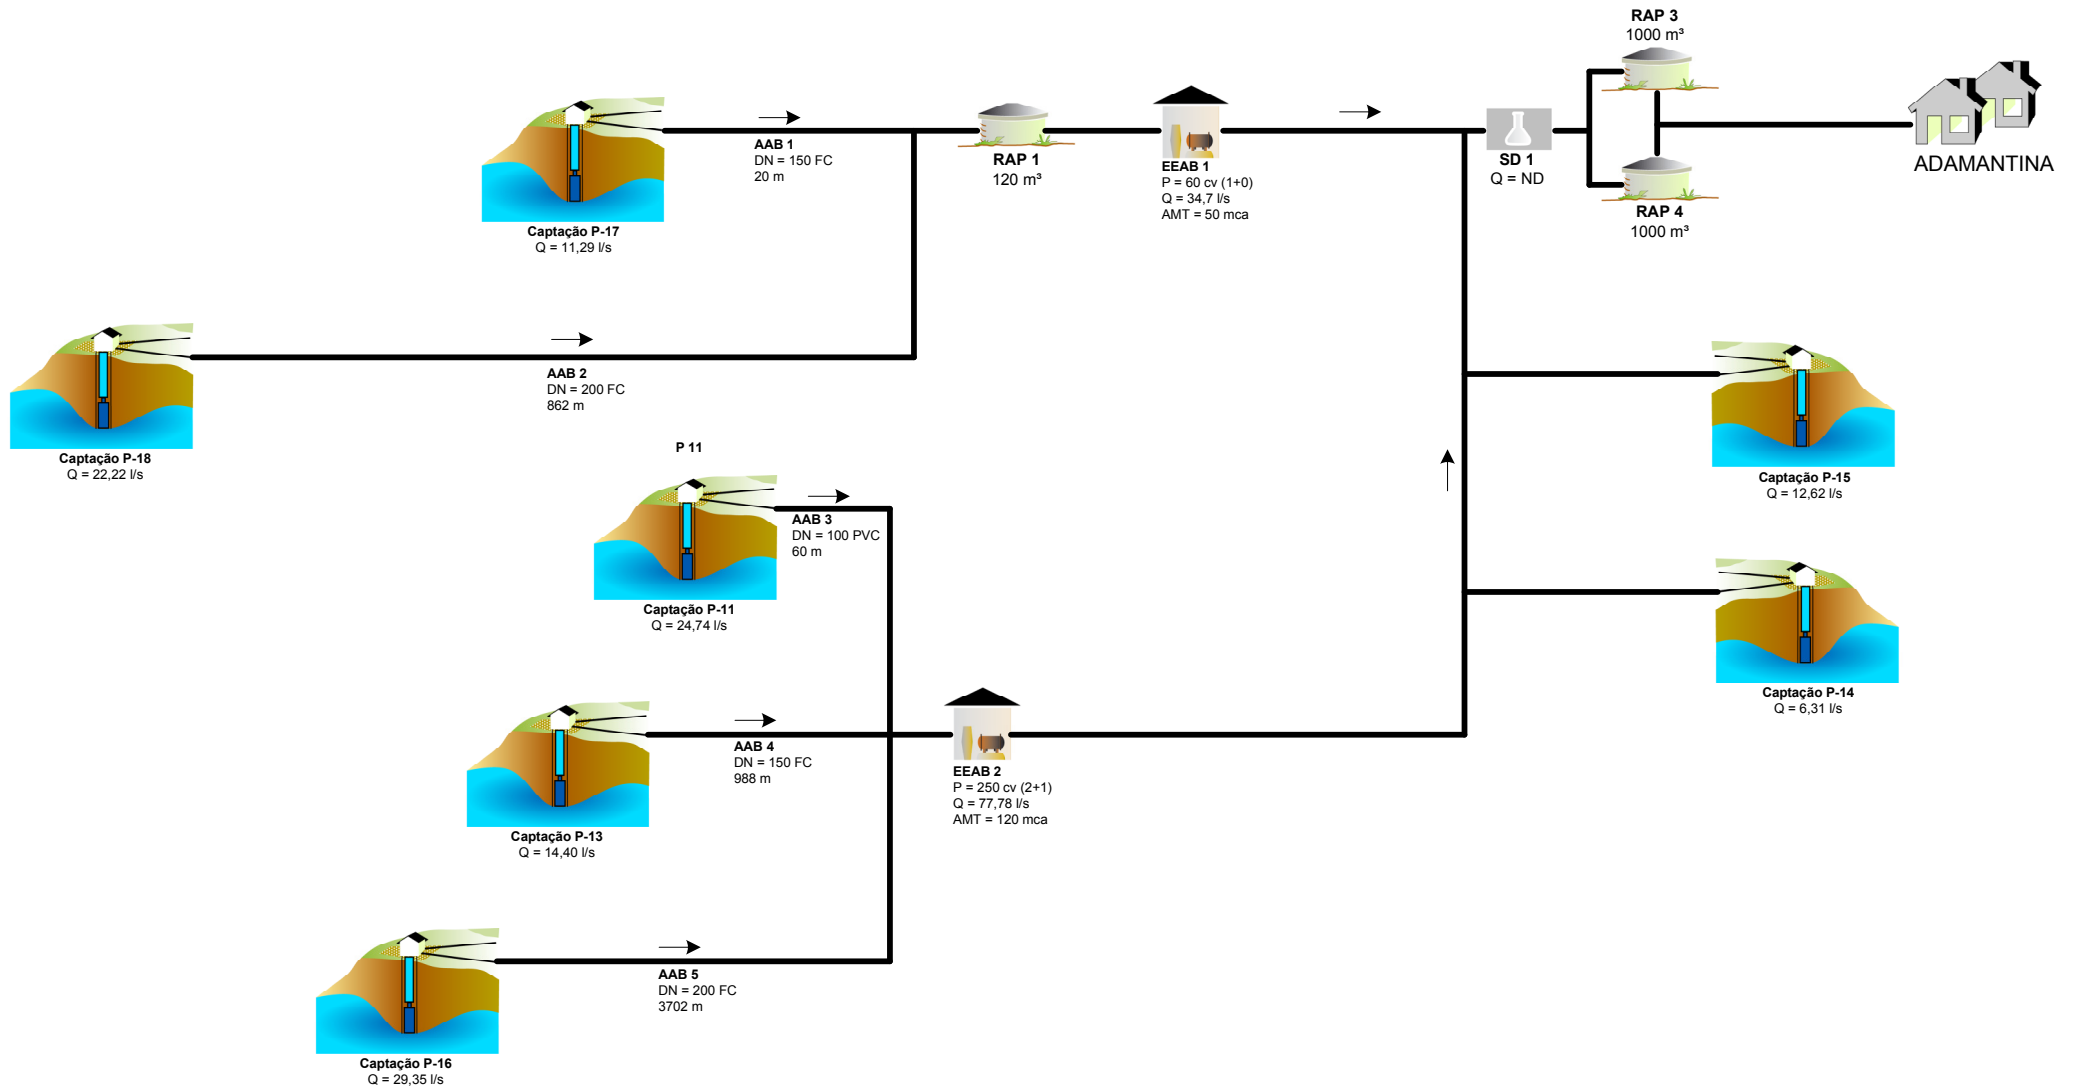 RAP 3
1000 m³
AAB 1
DN = 150 FC
20 m
RAP 1
120 m³
EEAB 1
P = 60 cv (1+0)
Q = 34,7 l/s
AMT = 50 mca
SD 1
Q = ND
RAP 4
1000 m³
ADAMANTINA
Captação P-17
Q = 11,29 l/s
AAB 2
DN = 200 FC
862 m
Captação P-18
Q = 22,22 l/s
P 11
AAB 3
DN = 100 PVC
60 m
Captação P-11
Q = 24,74 l/s
Captação P-15
Q = 12,62 l/s
Captação P-14
Q = 6,31 l/s
AAB 4
DN = 150 FC
988 m
EEAB 2
P = 250 cv (2+1)
Q = 77,78 l/s
AMT = 120 mca
Captação P-13
Q = 14,40 l/s
AAB 5
DN = 200 FC
3702 m
Captação P-16
Q = 29,35 l/s